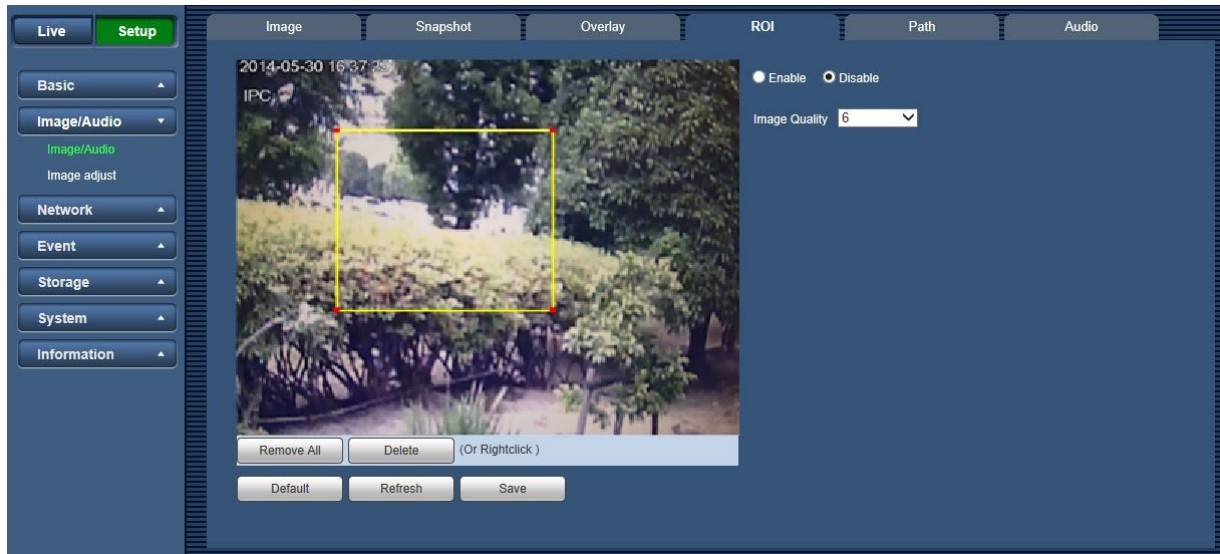 Live Setup
Image Snapshot Overlay ROI Path Audio
Basic
Image/Audio
Image/Audio
Image adjust
Network
Event
Storage
System
Information
2014-05-30 16:37:28
IPC
Enable Disable
Image Quality 6
Remove All Delete (Or Rightclick )
Default Refresh Save